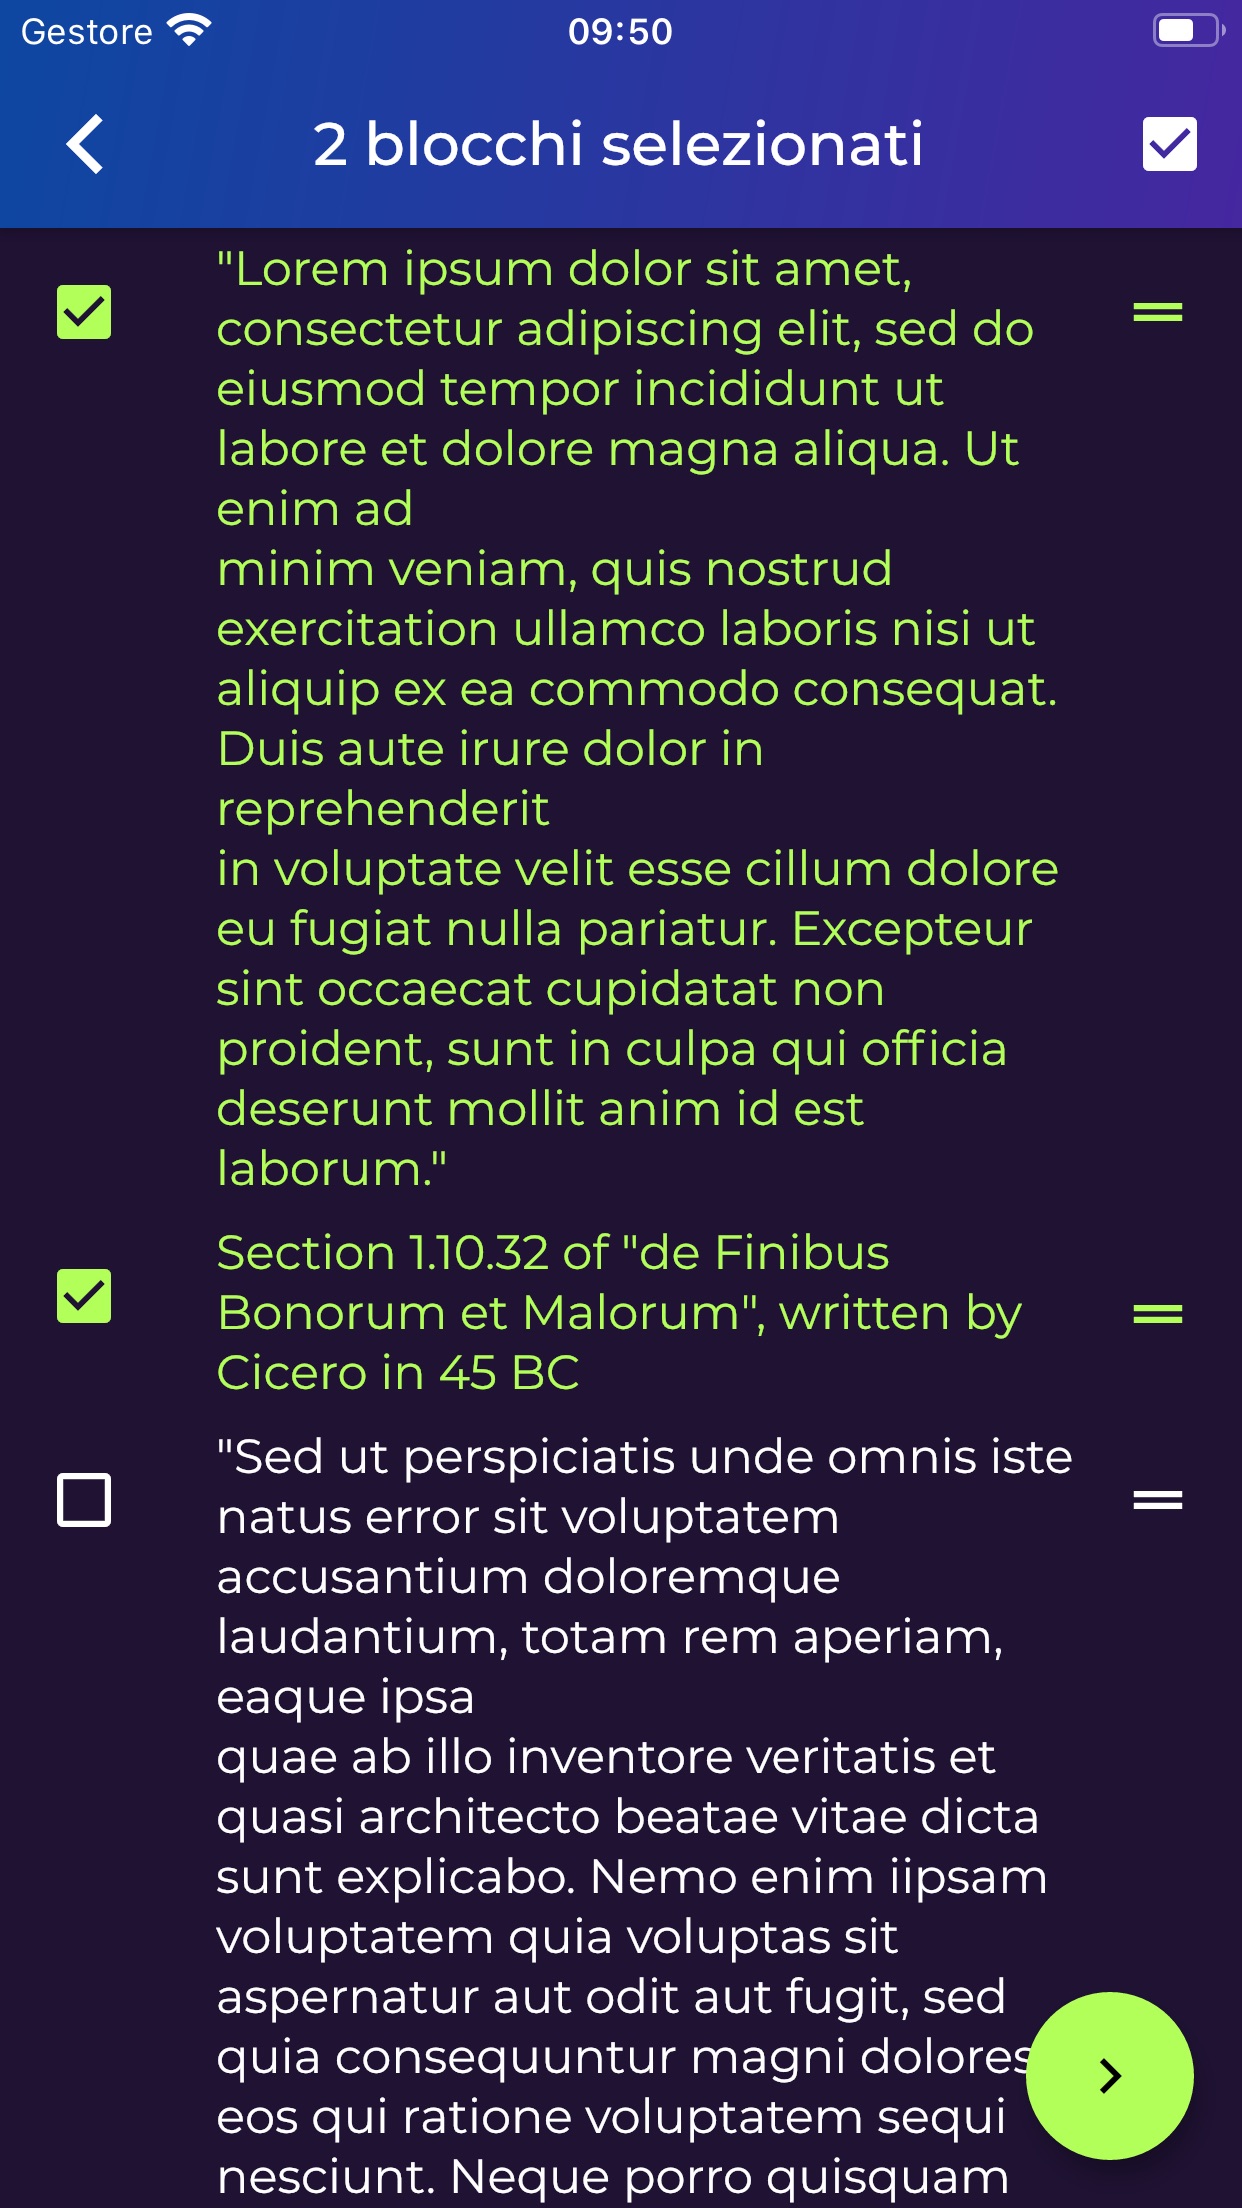 Gestore 09:50
2 blocchi selezionati
"Lorem ipsum dolor sit amet,
consectetur adipiscing elit, sed do
eiusmod tempor incididunt ut
labore et dolore magna aliqua. Ut
enim ad
minim veniam, quis nostrud
exercitation ullamco laboris nisi ut
aliquip ex ea commodo consequat.
Duis aute irure dolor in
reprehenderit
in voluptate velit esse cillum dolore
eu fugiat nulla pariatur. Excepteur
sint occaecat cupidatat non
proident, sunt in culpa qui officia
deserunt mollit anim id est
laborum."
Section 1.10.32 of "de Finibus
Bonorum et Malorum", written by
Cicero in 45 BC
"Sed ut perspiciatis unde omnis iste
natus error sit voluptatem
accusantium doloremque
laudantium, totam rem aperiam,
eaque ipsa
quae ab illo inventore veritatis et
quasi architecto beatae vitae dicta
sunt explicabo. Nemo enim iipsam
voluptatem quia voluptas sit
aspernatur aut odit aut fugit, sed
quia consequuntur magni dolores
eos qui ratione voluptatem sequi
nesciunt. Neque porro quisquam